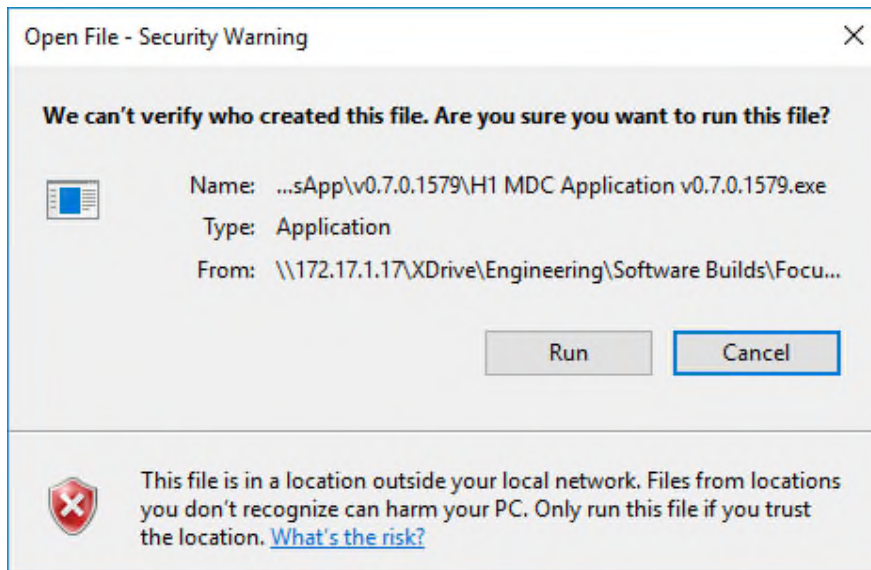 Open File - Security Warning
We can't verify who created this file. Are you sure you want to run this file?
Name: ...sApp\v0.7.0.1579\H1 MDC Application v0.7.0.1579.exe
Type: Application
From: \\172.17.1.17\XDrive\Engineering\Software Builds\Focu...
Run Cancel
This file is in a location outside your local network. Files from locations
you don't recognize can harm your PC. Only run this file if you trust
the location. What's the risk?